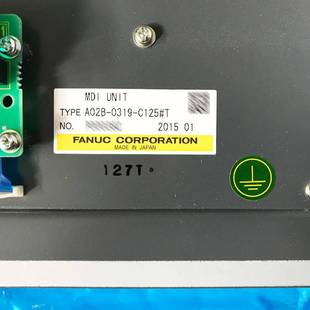 MDI UNIT
TYPE A02B-0319-C125#T
NO. 2015 01
FANUC CORPORATION
MADE IN JAPAN
127T